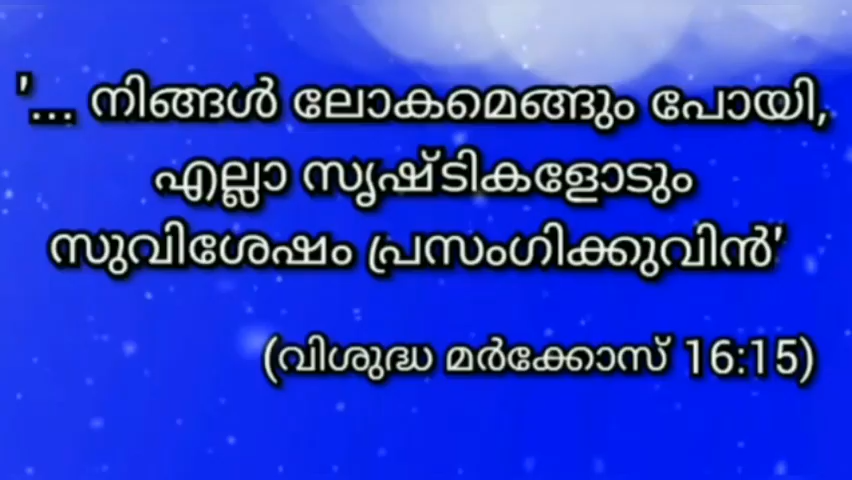 '... നിങ്ങൾ ലോകമെങ്ങും പോയി,
എല്ലാ സൃഷ്ടികളോടും
സുവിശേഷം പ്രസംഗിക്കുവിൻ'
(വിശുദ്ധ മർക്കോസ് 16:15)